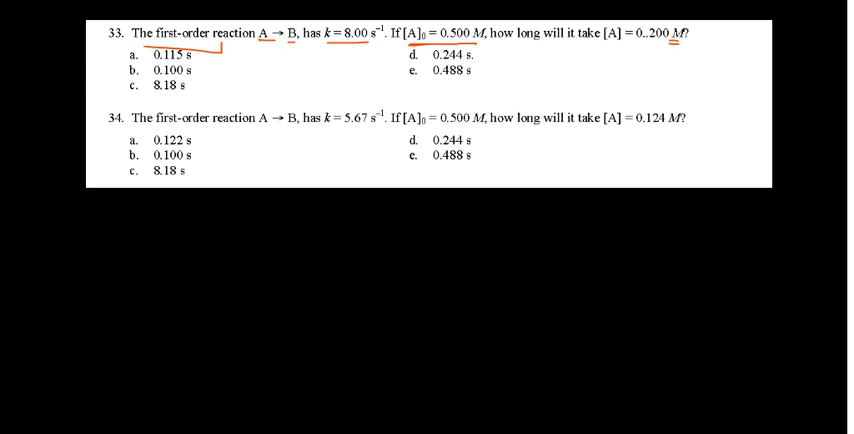 33. The first-order reaction A → B, has k = 8.00 s⁻¹. If [A]₀ = 0.500 M, how long will it take [A] = 0..200 M?
a. 0.115 s d. 0.244 s.
b. 0.100 s e. 0.488 s
c. 8.18 s
34. The first-order reaction A → B, has k = 5.67 s⁻¹. If [A]₀ = 0.500 M, how long will it take [A] = 0.124 M?
a. 0.122 s d. 0.244 s
b. 0.100 s e. 0.488 s
c. 8.18 s